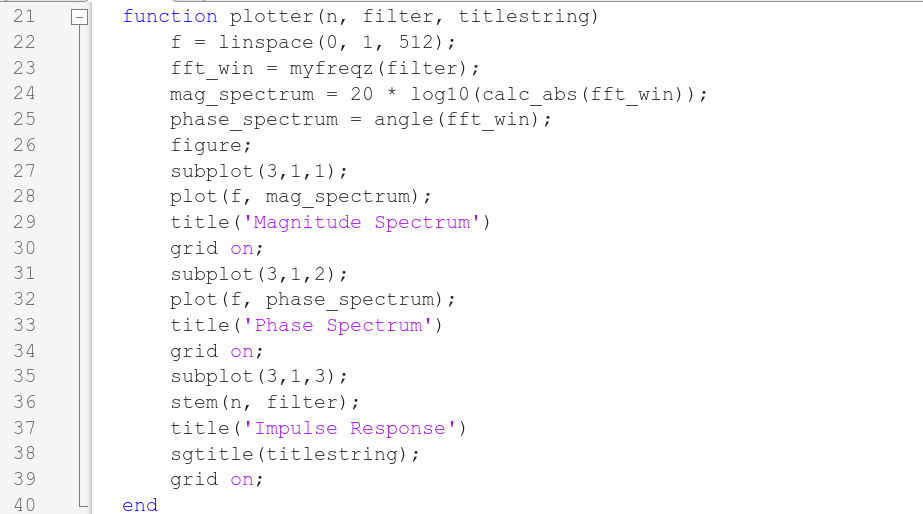 21 function plotter(n, filter, titlestring)
22 f = linspace(0, 1, 512);
23 fft_win = myfreqz(filter);
24 mag_spectrum = 20 * log10(calc_abs(fft_win));
25 phase_spectrum = angle(fft_win);
26 figure;
27 subplot(3,1,1);
28 plot(f, mag_spectrum);
29 title('Magnitude Spectrum')
30 grid on;
31 subplot(3,1,2);
32 plot(f, phase_spectrum);
33 title('Phase Spectrum')
34 grid on;
35 subplot(3,1,3);
36 stem(n, filter);
37 title('Impulse Response')
38 sgtitle(titlestring);
39 grid on;
40 end